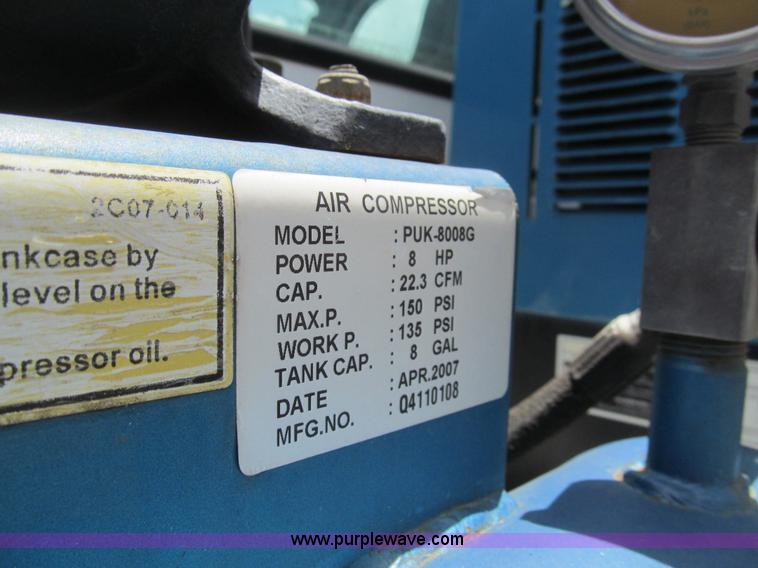 2C07-014
nkcase by
level on the
pressor oil.
AIR COMPRESSOR
MODEL : PUK-8008G
POWER : 8 HP
CAP. : 22.3 CFM
MAX.P. : 150 PSI
WORK P. : 135 PSI
TANK CAP. : 8 GAL
DATE : APR.2007
MFG.NO. : Q4110108
kPa
www.purplewave.com